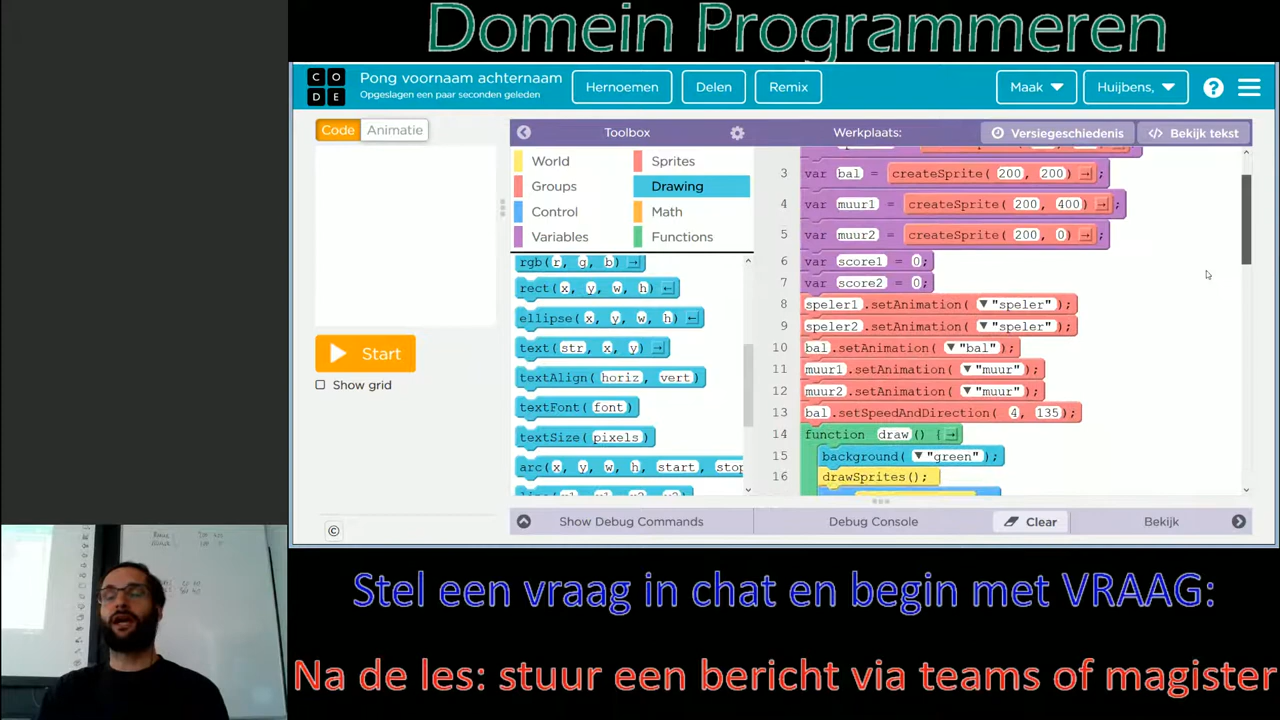 Domein Programmeren
CODE
Pong voornaam achternaam
Opgeslagen een paar seconden geleden
Hernoemen
Delen
Remix
Maak
Huijbens,
?
Code
Animatie
Toolbox
Werkplaats:
Versiegeschiedenis
</> Bekijk tekst
World
Sprites
Groups
Drawing
Control
Math
Variables
Functions
rgb(r, g, b)
rect(x, y, w, h)
ellipse(x, y, w, h)
text(str, x, y)
textAlign(horiz, vert)
textFont(font)
textSize(pixels)
arc(x, y, w, h, start, stop
3 var bal = createSprite( 200, 200);
4 var muur1 = createSprite( 200, 400);
5 var muur2 = createSprite( 200, 0);
6 var score1 = 0;
7 var score2 = 0;
8 speler1.setAnimation( "speler");
9 speler2.setAnimation( "speler");
10 bal.setAnimation( "bal");
11 muur1.setAnimation( "muur");
12 muur2.setAnimation( "muur");
13 bal.setSpeedAndDirection( 4, 135);
14 function draw() {
15 background( "green");
16 drawSprites();
Start
Show grid
©
Show Debug Commands
Debug Console
Clear
Bekijk
Stel een vraag in chat en begin met VRAAG:
Na de les: stuur een bericht via teams of magister